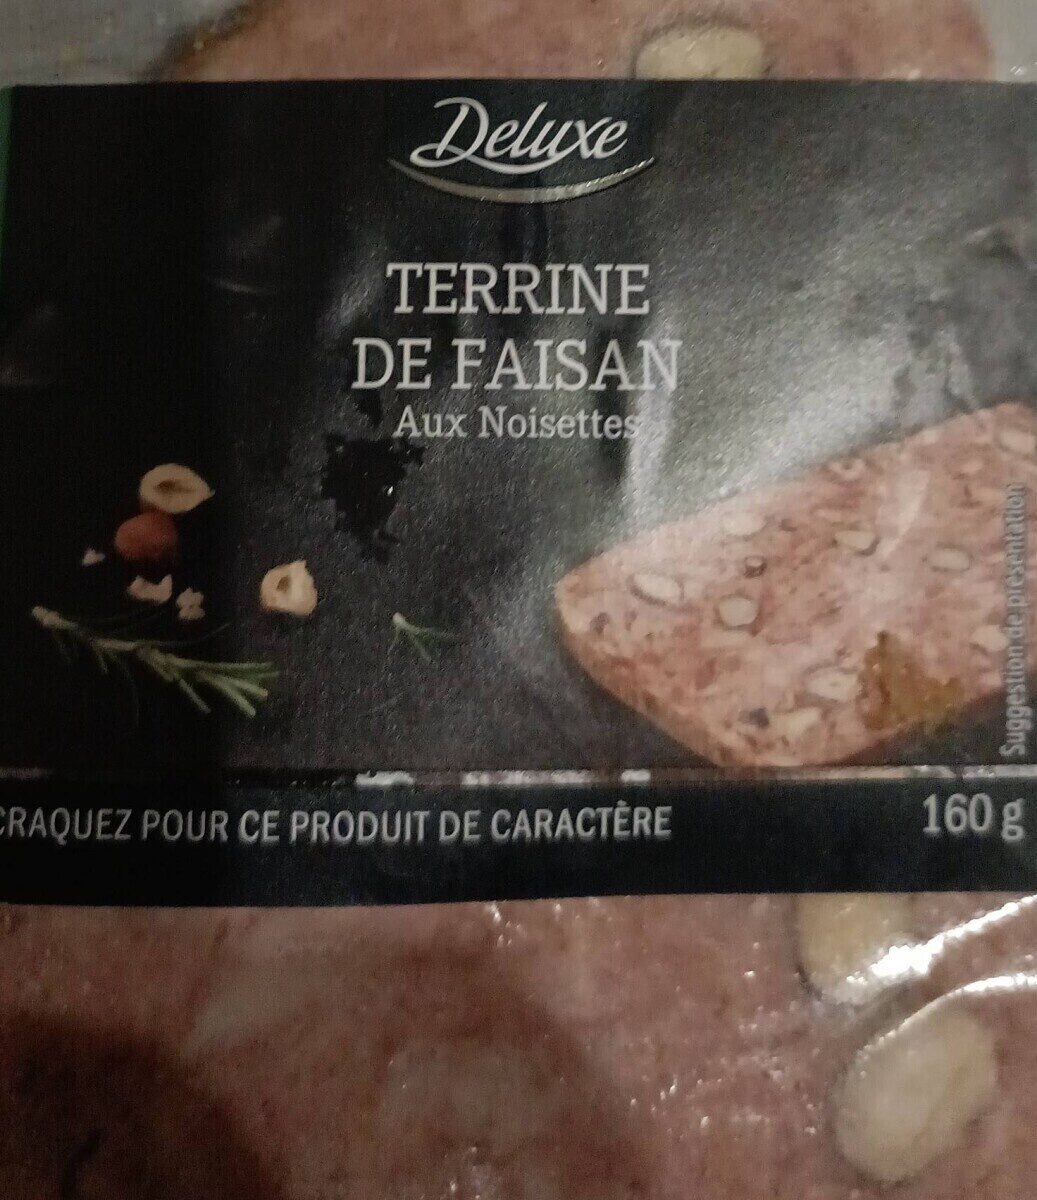 Deluxe
TERRINE
DE FAISAN
Aux Noisettes
Suggestion de présentation
CRAQUEZ POUR CE PRODUIT DE CARACTÈRE
160 g